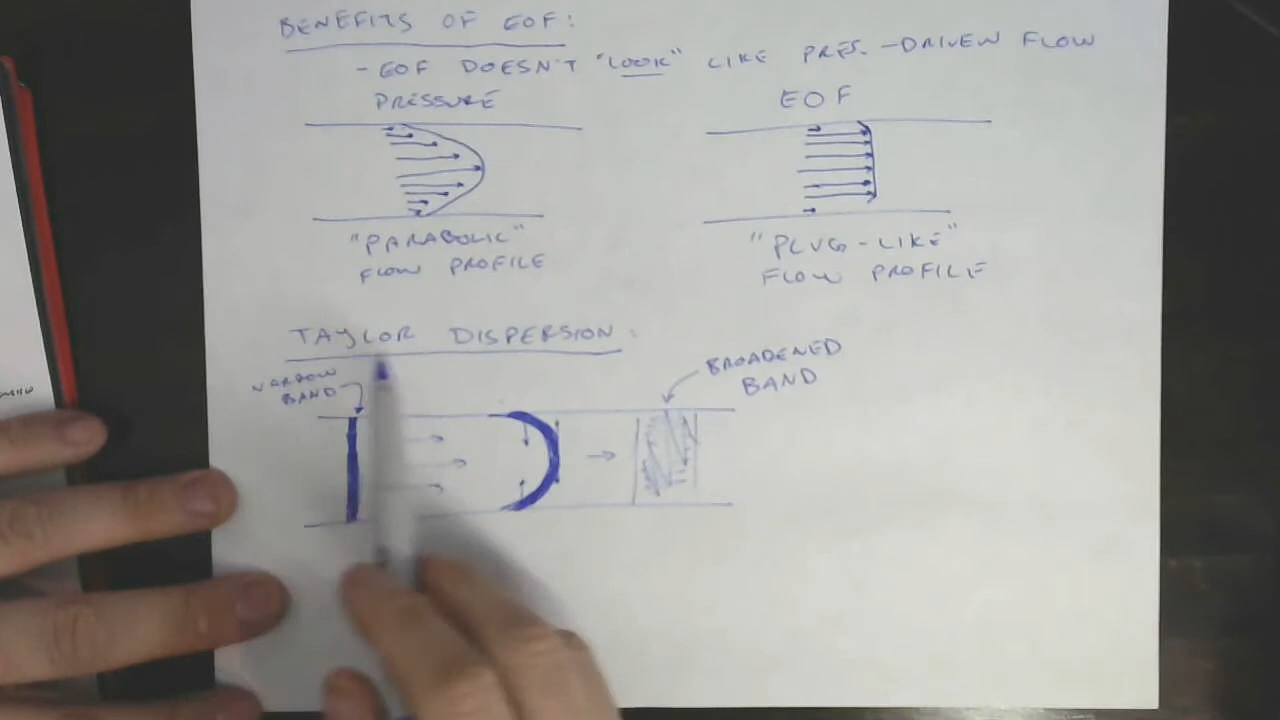 BENEFITS OF EOF:
- EOF DOESN'T "LOOK" LIKE PRES. -DRIVEN FLOW
PRESSURE
EOF
"PARABOLIC"
FLOW PROFILE
"PLUG-LIKE"
FLOW PROFILE
TAYLOR DISPERSION:
NARROW
BAND
BROADENED
BAND